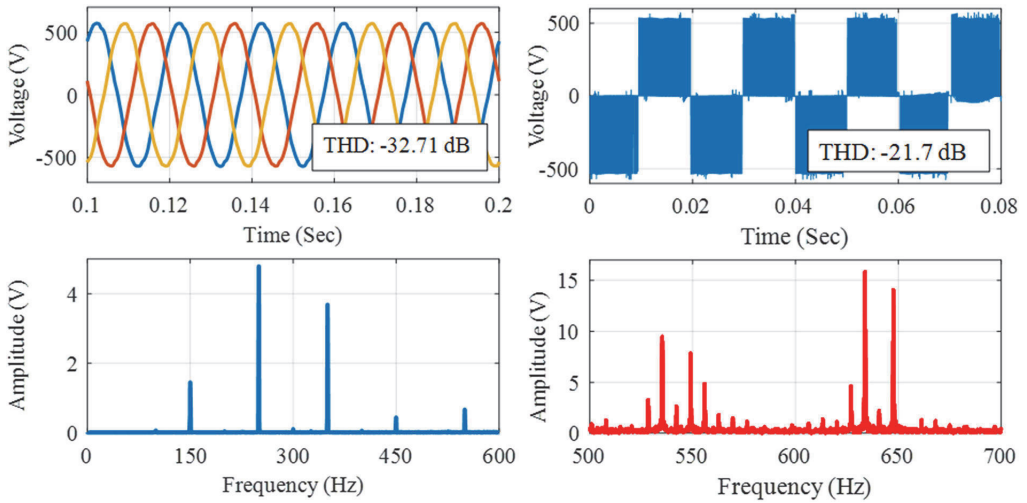 Voltage (V)
500
0
-500
THD: -32.71 dB
0.1 0.12 0.14 0.16 0.18 0.2
Time (Sec)
Voltage (V)
500
0
-500
THD: -21.7 dB
0 0.02 0.04 0.06 0.08
Time (Sec)
Amplitude (V)
4
2
0
0 150 300 450 600
Frequency (Hz)
Amplitude (V)
15
10
5
0
500 550 600 650 700
Frequency (Hz)